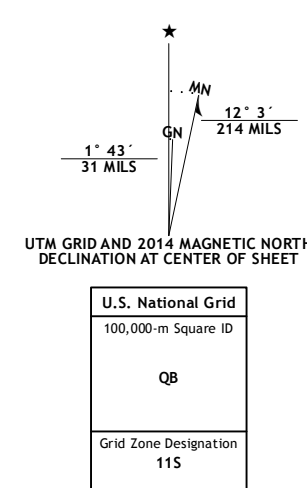 MN
GN
12° 3´
214 MILS
1° 43´
31 MILS
UTM GRID AND 2014 MAGNETIC NORTH
DECLINATION AT CENTER OF SHEET
U.S. National Grid
100,000-m Square ID
QB
Grid Zone Designation
11S